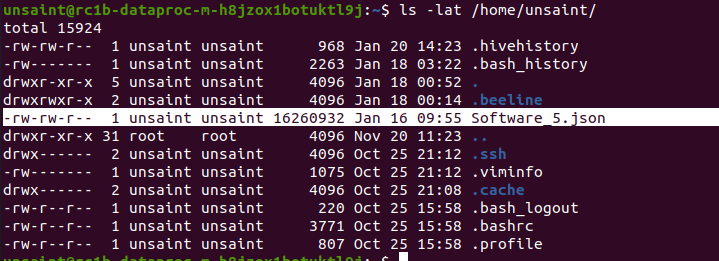 unsaint@rc1b-dataproc-m-h8jzox1botuktl9j:~$ ls -lat /home/unsaint/
total 15924
-rw-rw-r--  1 unsaint unsaint      968 Jan 20 14:23 .hivehistory
-rw-------  1 unsaint unsaint     2263 Jan 18 03:22 .bash_history
drwxr-xr-x  5 unsaint unsaint     4096 Jan 18 00:52 .
drwxrwxr-x  2 unsaint unsaint     4096 Jan 18 00:14 .beeline
-rw-rw-r--  1 unsaint unsaint 16260932 Jan 16 09:55 Software_5.json
drwxr-xr-x 31 root    root        4096 Nov 20 11:23 ..
drwx------  2 unsaint unsaint     4096 Oct 25 21:12 .ssh
-rw-------  1 unsaint unsaint     1075 Oct 25 21:12 .viminfo
drwx------  2 unsaint unsaint     4096 Oct 25 21:08 .cache
-rw-r--r--  1 unsaint unsaint      220 Oct 25 15:58 .bash_logout
-rw-r--r--  1 unsaint unsaint     3771 Oct 25 15:58 .bashrc
-rw-r--r--  1 unsaint unsaint      807 Oct 25 15:58 .profile
unsaint@rc1b-dataproc-m-h8jzox1botuktl9j:~$